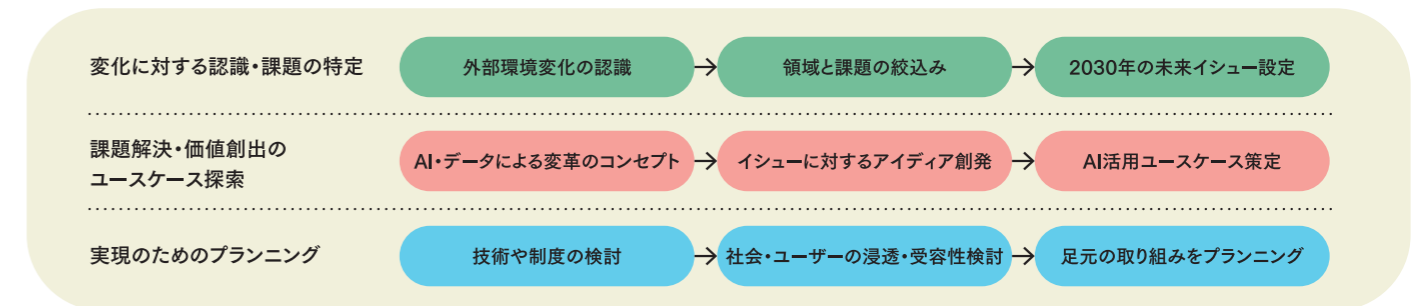 変化に対する認識・課題の特定
外部環境変化の認識
領域と課題の絞込み
2030年の未来イシュー設定
課題解決・価値創出の
ユースケース探索
AI・データによる変革のコンセプト
イシューに対するアイディア創発
AI活用ユースケース策定
実現のためのプランニング
技術や制度の検討
社会・ユーザーの浸透・受容性検討
足元の取り組みをプランニング